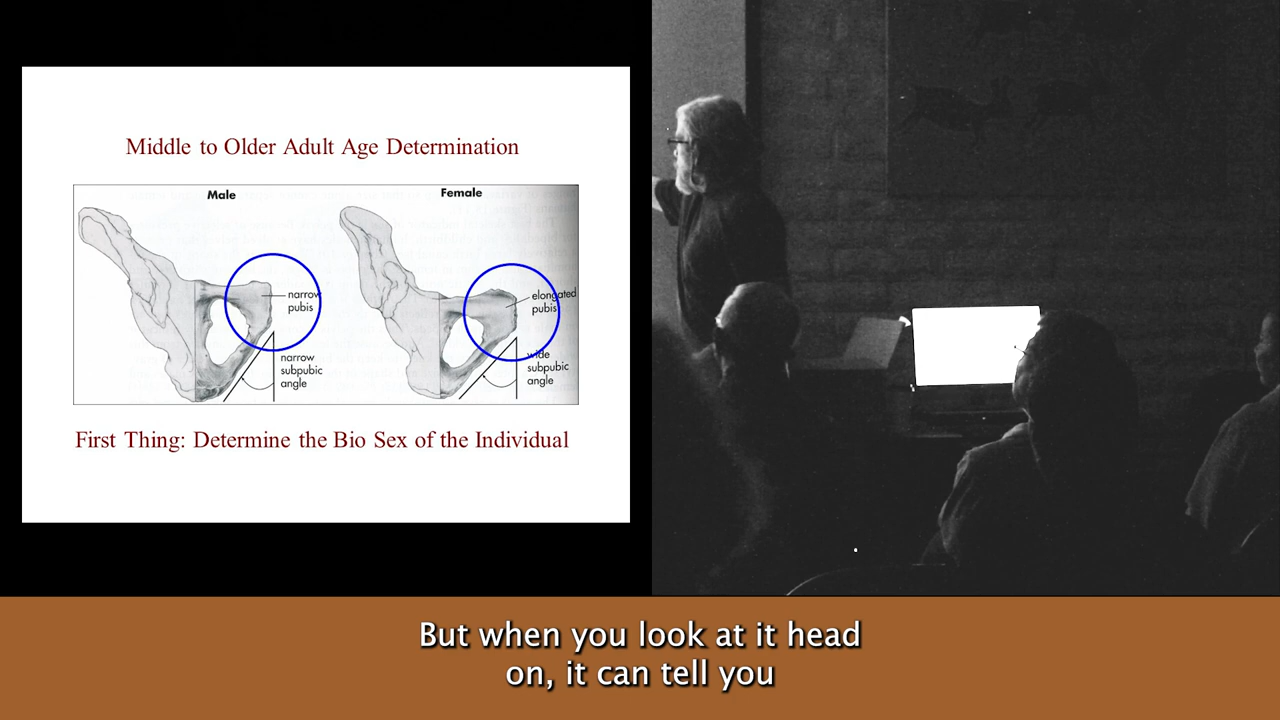 Middle to Older Adult Age Determination
Male
Female
narrow
pubis
elongated
pubis
narrow
subpubic
angle
wide
subpubic
angle
First Thing: Determine the Bio Sex of the Individual
But when you look at it head
on, it can tell you